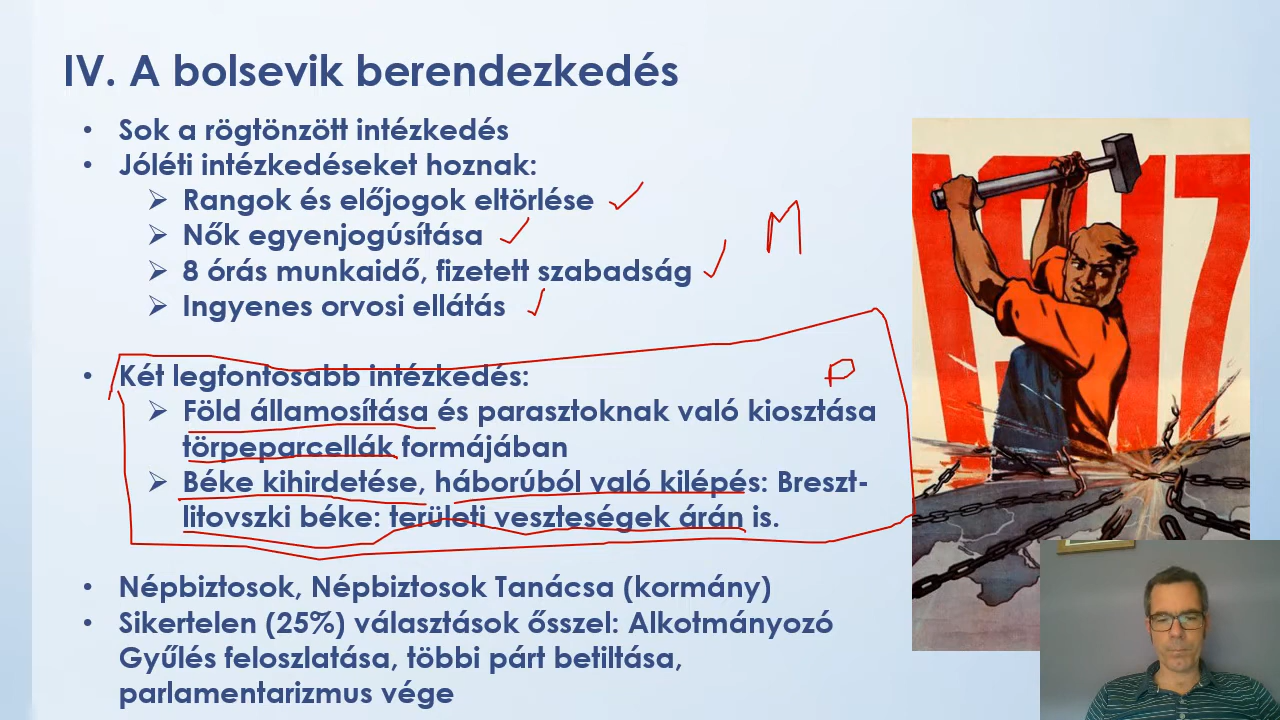 IV. A bolsevik berendezkedés
• Sok a rögtönzött intézkedés
• Jóléti intézkedéseket hoznak:
➢ Rangok és előjogok eltörlése
➢ Nők egyenjogúsítása
➢ 8 órás munkaidő, fizetett szabadság
➢ Ingyenes orvosi ellátás
M
• Két legfontosabb intézkedés:
P
➢ Föld államosítása és parasztoknak való kiosztása
törpeparcellák formájában
➢ Béke kihirdetése, háborúból való kilépés: Breszt-
litovszki béke: területi veszteségek árán is.
• Népbiztosok, Népbiztosok Tanácsa (kormány)
• Sikertelen (25%) választások ősszel: Alkotmányozó
Gyűlés feloszlatása, többi párt betiltása,
parlamentarizmus vége
1917